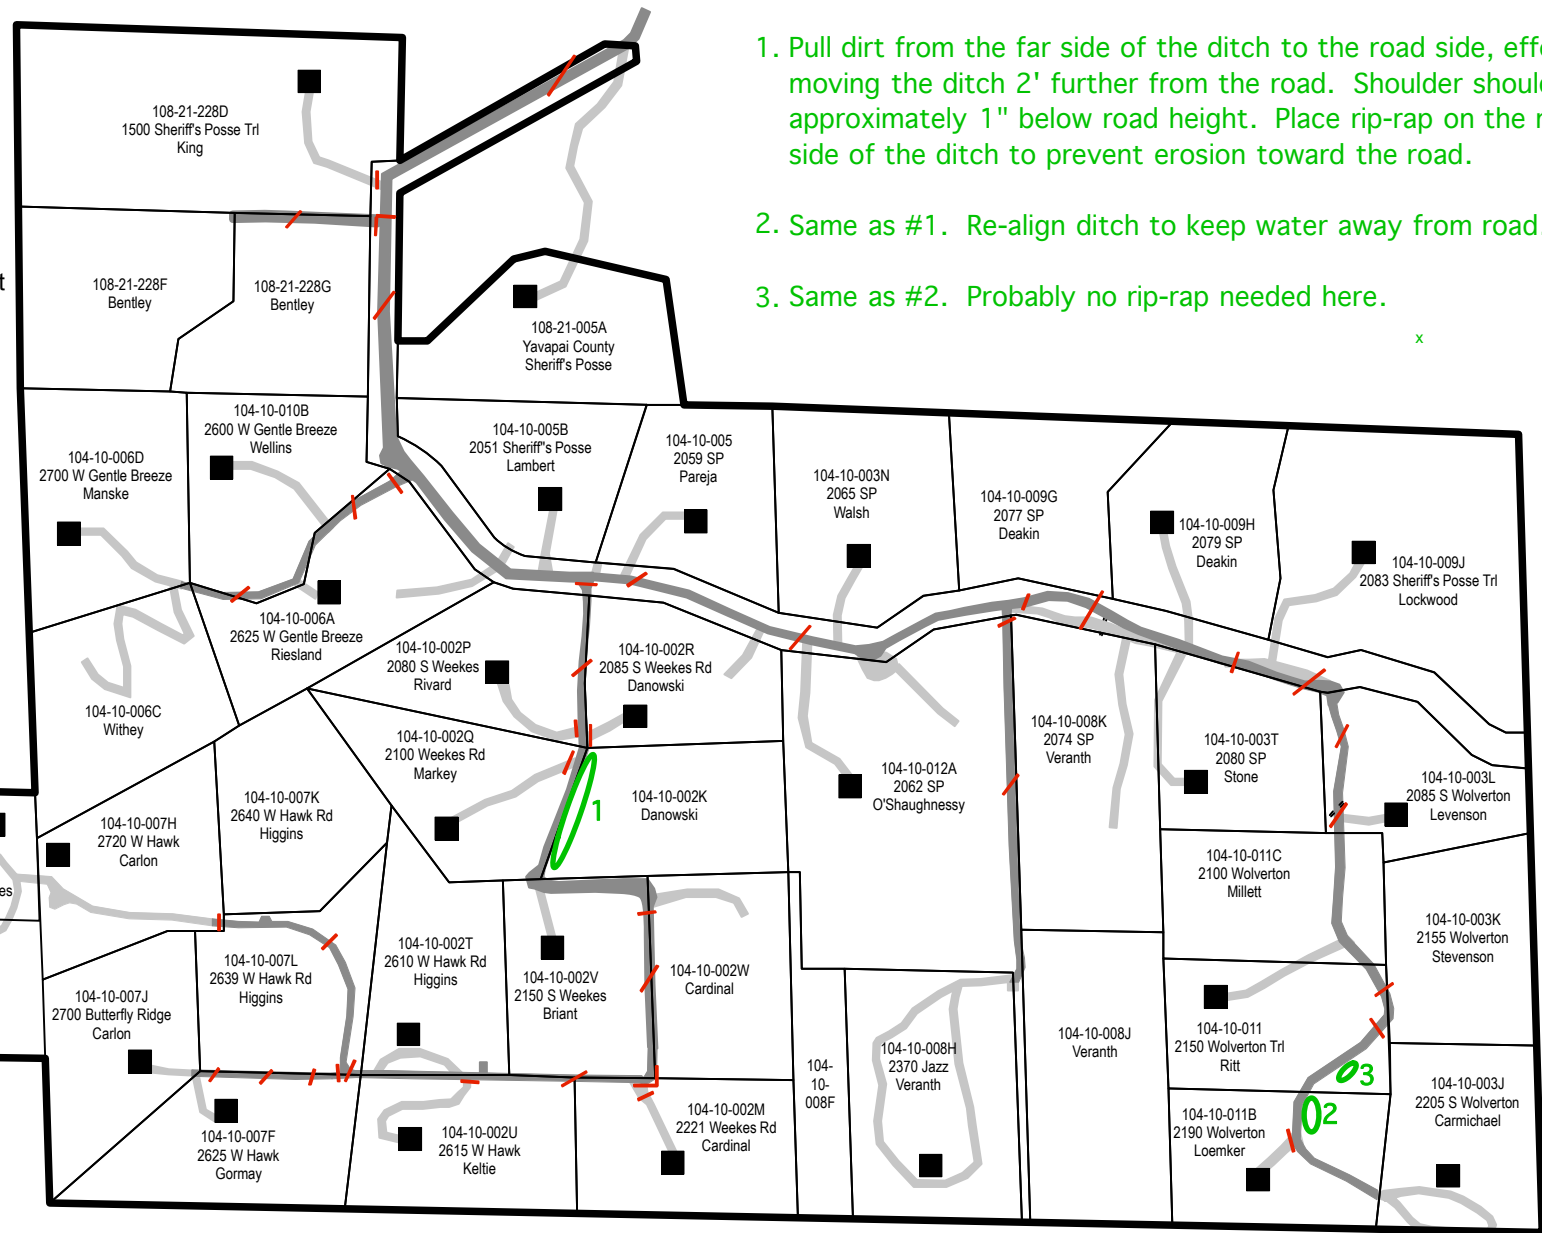 1. Pull dirt from the far side of the ditch to the road side,
moving the ditch 2' further from the road. Shoulder
approximately 1" below road height. Place rip-rap on the
side of the ditch to prevent erosion toward the road.
2. Same as #1. Re-align ditch to keep water away from road
3. Same as #2. Probably no rip-rap needed here.
x
108-21-228D
1500 Sheriff's Posse Trl
King
108-21-228F
Bentley
108-21-228G
Bentley
108-21-005A
Yavapai County
Sheriff's Posse
104-10-006D
2700 W Gentle Breeze
Manske
104-10-010B
2600 W Gentle Breeze
Wellins
104-10-005B
2051 Sheriff"s Posse
Lambert
104-10-005
2059 SP
Pareja
104-10-003N
2065 SP
Walsh
104-10-009G
2077 SP
Deakin
104-10-009H
2079 SP
Deakin
104-10-009J
2083 Sheriff's Posse Trl
Lockwood
104-10-006A
2625 W Gentle Breeze
Riesland
104-10-006C
Withey
104-10-002P
2080 S Weekes
Rivard
104-10-002R
2085 S Weekes Rd
Danowski
104-10-002Q
2100 Weekes Rd
Markey
1
104-10-002K
Danowski
104-10-012A
2062 SP
O'Shaughnessy
104-10-008K
2074 SP
Veranth
104-10-003T
2080 SP
Stone
104-10-003L
2085 S Wolverton
Levenson
104-10-007H
2720 W Hawk
Carlon
104-10-007K
2640 W Hawk Rd
Higgins
104-10-011C
2100 Wolverton
Millett
104-10-003K
2155 Wolverton
Stevenson
104-10-007L
2639 W Hawk Rd
Higgins
104-10-002T
2610 W Hawk Rd
Higgins
104-10-002V
2150 S Weekes
Briant
104-10-002W
Cardinal
104-10-007J
2700 Butterfly Ridge
Carlon
104-
10-
008F
104-10-008H
2370 Jazz
Veranth
104-10-008J
Veranth
104-10-011
2150 Wolverton Trl
Ritt
3
104-10-003J
2205 S Wolverton
Carmichael
104-10-011B
2190 Wolverton
Loemker
2
104-10-007F
2625 W Hawk
Gormay
104-10-002U
2615 W Hawk
Keltie
104-10-002M
2221 Weekes Rd
Cardinal